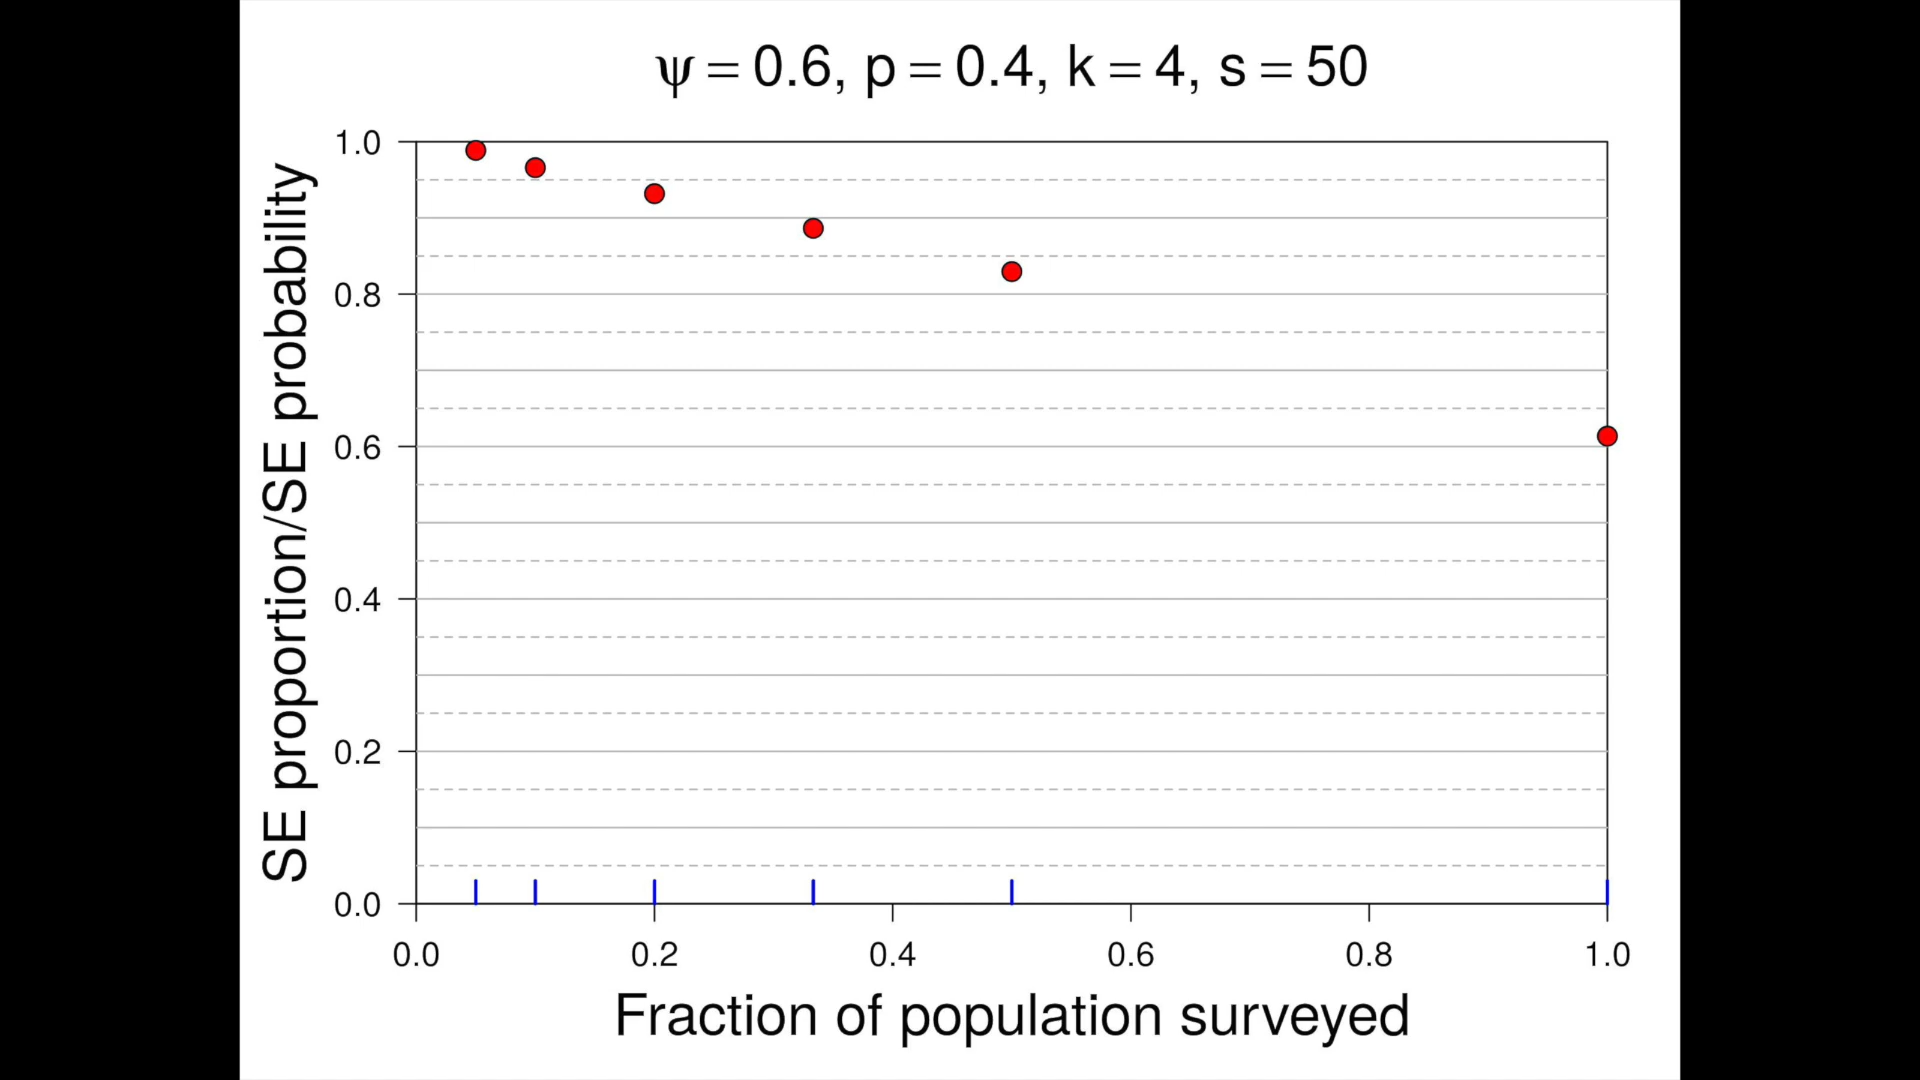 ψ = 0.6, p = 0.4, k = 4, s = 50
SE proportion/SE probability
1.0
0.8
0.6
0.4
0.2
0.0
0.0 0.2 0.4 0.6 0.8 1.0
Fraction of population surveyed